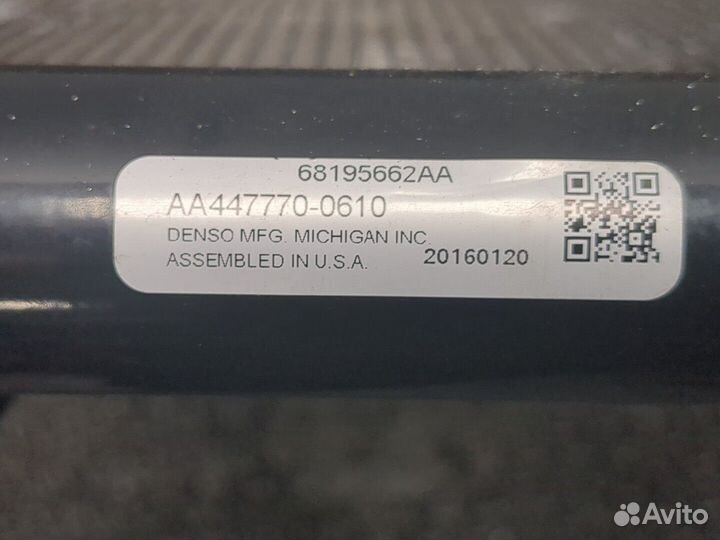 68195662AA
AA447770-0610
DENSO MFG. MICHIGAN INC
ASSEMBLED IN U.S.A. 20160120
Avito